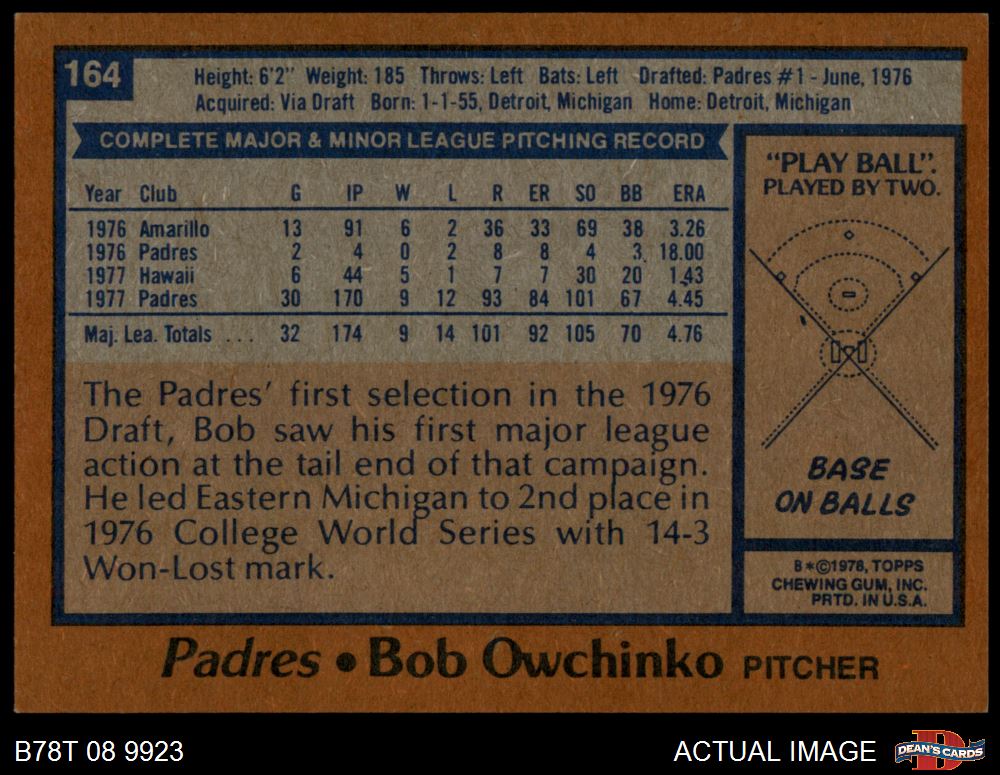 164
Height: 6'2" Weight: 185 Throws: Left Bats: Left Drafted: Padres #1 - June, 1976
Acquired: Via Draft Born: 1-1-55, Detroit, Michigan Home: Detroit, Michigan
COMPLETE MAJOR & MINOR LEAGUE PITCHING RECORD
Year Club G IP W L R ER SO BB ERA
1976 Amarillo 13 91 6 2 36 33 69 38 3.26
1976 Padres 2 4 0 2 8 8 4 3 18.00
1977 Hawaii 6 44 5 1 7 7 30 20 1.43
1977 Padres 30 170 9 12 93 84 101 67 4.45
Maj. Lea. Totals ... 32 174 9 14 101 92 105 70 4.76
The Padres' first selection in the 1976
Draft, Bob saw his first major league
action at the tail end of that campaign.
He led Eastern Michigan to 2nd place in
1976 College World Series with 14-3
Won-Lost mark.
"PLAY BALL".
PLAYED BY TWO.
BASE
ON BALLS
B*©1978, TOPPS
CHEWING GUM, INC.
PRTD. IN U.S.A.
Padres • Bob Owchinko PITCHER
B78T 08 9923
ACTUAL IMAGE
DEAN'S CARDS